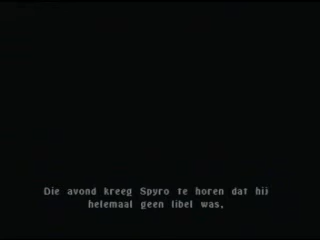 Die avond kreeg Spyro te horen dat hij
helemaal geen libel was,